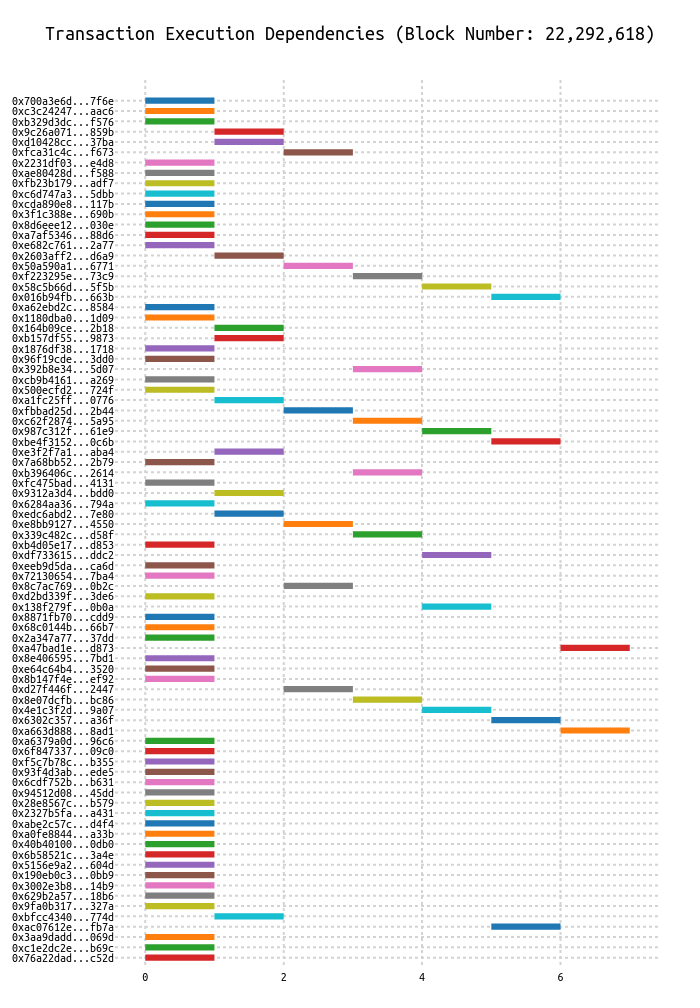 Transaction Execution Dependencies (Block Number: 22,292,618)
0x700a3e6d...7f6e
0xc3c24247...aac6
0xb329d3dc...f576
0x9c26a071...859b
0xd10428cc...37ba
0xfca31c4c...f673
0x2231df03...e4d8
0xae80428d...f588
0xfb23b179...adf7
0xc6d747a3...5dbb
0xcda890e8...117b
0x3f1c388e...690b
0x8d6eee12...030e
0xa7af5346...88d6
0xe682c761...2a77
0x2603aff2...d6a9
0x50a590a1...6771
0xf223295e...73c9
0x58c5b66d...5f5b
0x016b94fb...663b
0xa62ebd2c...8584
0x1180dba0...1d09
0x164b09ce...2b18
0xb157df55...9873
0x1876df38...1718
0x96f19cde...3dd0
0x392b8e34...5d07
0xcb9b4161...a269
0x500ecfd2...724f
0xa1fc25ff...0776
0xfbbad25d...2b44
0xc62f2874...5a95
0x987c312f...61e9
0xbe4f3152...0c6b
0xe3f2f7a1...aba4
0x7a68bb52...2b79
0xb396406c...2614
0xfc475bad...4131
0x9312a3d4...bdd0
0x6284aa36...794a
0xedc6abd2...7e80
0xe8bb9127...4550
0x339c482c...d58f
0xb4d05e17...d853
0xdf733615...ddc2
0xeeb9d5da...ca6d
0x72130654...7ba4
0x8c7ac769...0b2c
0xd2bd339f...3de6
0x138f279f...0b0a
0x8871fb70...cdd9
0x68c0144b...66b7
0x2a347a77...37dd
0xa47bad1e...d873
0x8e406595...7bd1
0xe64c64b4...3520
0x8b147f4e...ef92
0xd27f446f...2447
0x8e07dcfb...bc86
0x4e1c3f2d...9a07
0x6302c357...a36f
0xa663d888...8ad1
0xa6379a0d...96c6
0x6f847337...09c0
0xf5c7b78c...b355
0x93f4d3ab...ede5
0x6cdf752b...b631
0x94512d08...45dd
0x28e8567c...b579
0x2327b5fa...a431
0xabe2c57c...d4f4
0xa0fe8844...a33b
0x40b40100...0db0
0x6b58521c...3a4e
0x5156e9a2...604d
0x190eb0c3...0bb9
0x3002e3b8...14b9
0x629b2a57...18b6
0x9fa0b317...327a
0xbfcc4340...774d
0xac07612e...fb7a
0x3aa9dadd...069d
0xc1e2dc2e...b69c
0x76a22dad...c52d
0 2 4 6